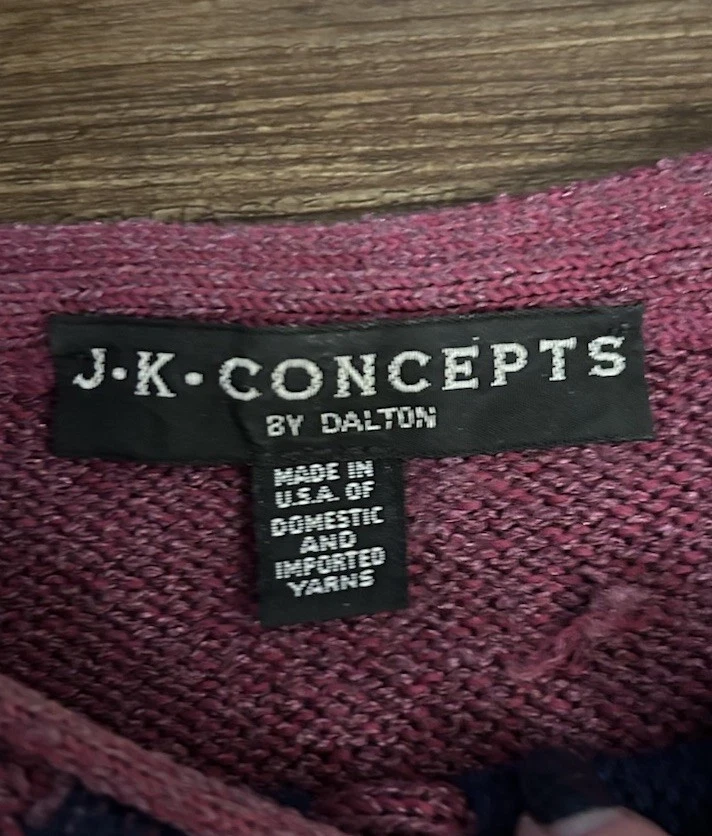 J•K•CONCEPTS
BY DALTON
MADE IN
U.S.A. OF
DOMESTIC
AND
IMPORTED
YARNS